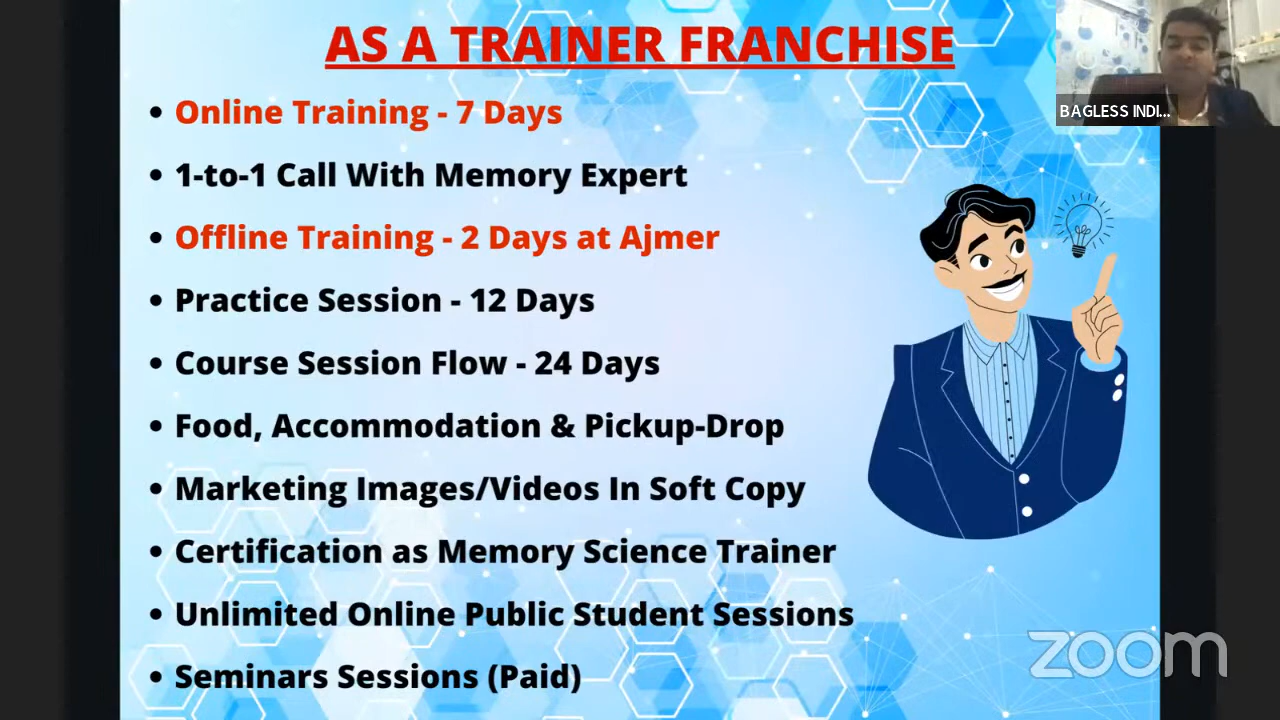 AS A TRAINER FRANCHISE
BAGLESS INDI...
• Online Training - 7 Days
• 1-to-1 Call With Memory Expert
• Offline Training - 2 Days at Ajmer
• Practice Session - 12 Days
• Course Session Flow - 24 Days
• Food, Accommodation & Pickup-Drop
• Marketing Images/Videos In Soft Copy
• Certification as Memory Science Trainer
• Unlimited Online Public Student Sessions
• Seminars Sessions (Paid)
zoom